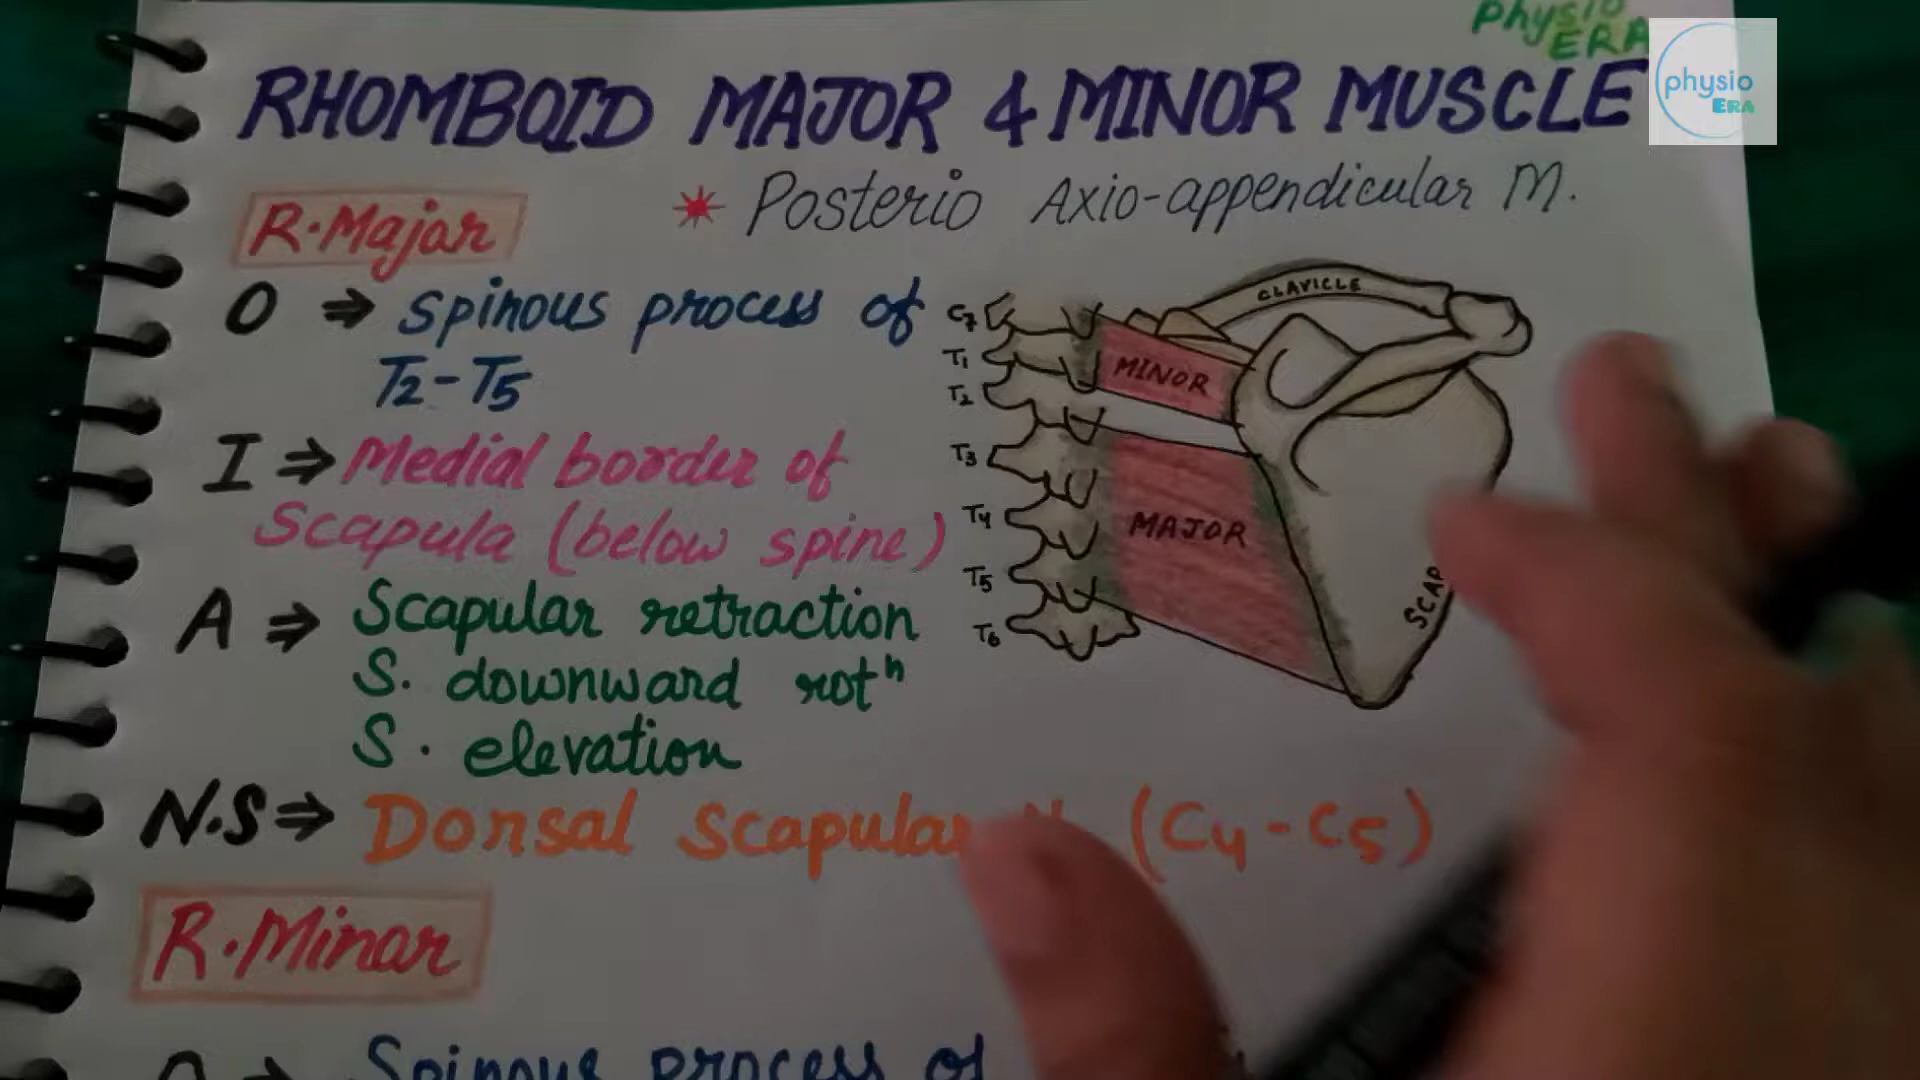 Physio
ERA
physio
ERA
RHOMBOID MAJOR & MINOR MUSCLE
Posterio Axio-appendicular M.
R.Major
O ⇒ Spinous process of
T2-T5
I ⇒ Medial border of
Scapula (below spine)
A ⇒ Scapular retraction
S. downward rotⁿ
S. elevation
N.S ⇒ Dorsal Scapular (C4-C5)
R.Minor
Spinous process of
CLAVICLE
C7
T1
T2
T3
T4
T5
T6
MINOR
MAJOR